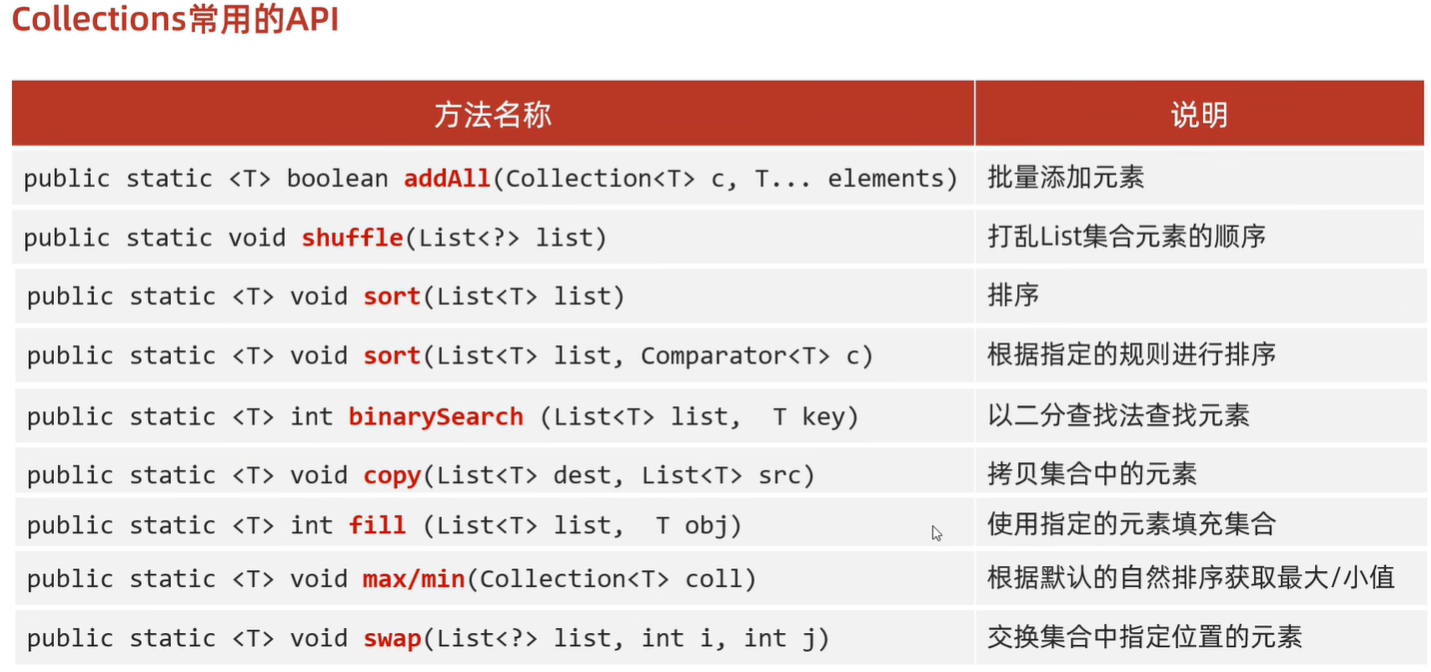 Collections常用的API
方法名称 说明
public static <T> boolean addAll(Collection<T> c, T... elements) 批量添加元素
public static void shuffle(List<?> list) 打乱List集合元素的顺序
public static <T> void sort(List<T> list) 排序
public static <T> void sort(List<T> list, Comparator<T> c) 根据指定的规则进行排序
public static <T> int binarySearch (List<T> list, T key) 以二分查找法查找元素
public static <T> void copy(List<T> dest, List<T> src) 拷贝集合中的元素
public static <T> int fill (List<T> list, T obj) 使用指定的元素填充集合
public static <T> void max/min(Collection<T> coll) 根据默认的自然排序获取最大/小值
public static <T> void swap(List<?> list, int i, int j) 交换集合中指定位置的元素